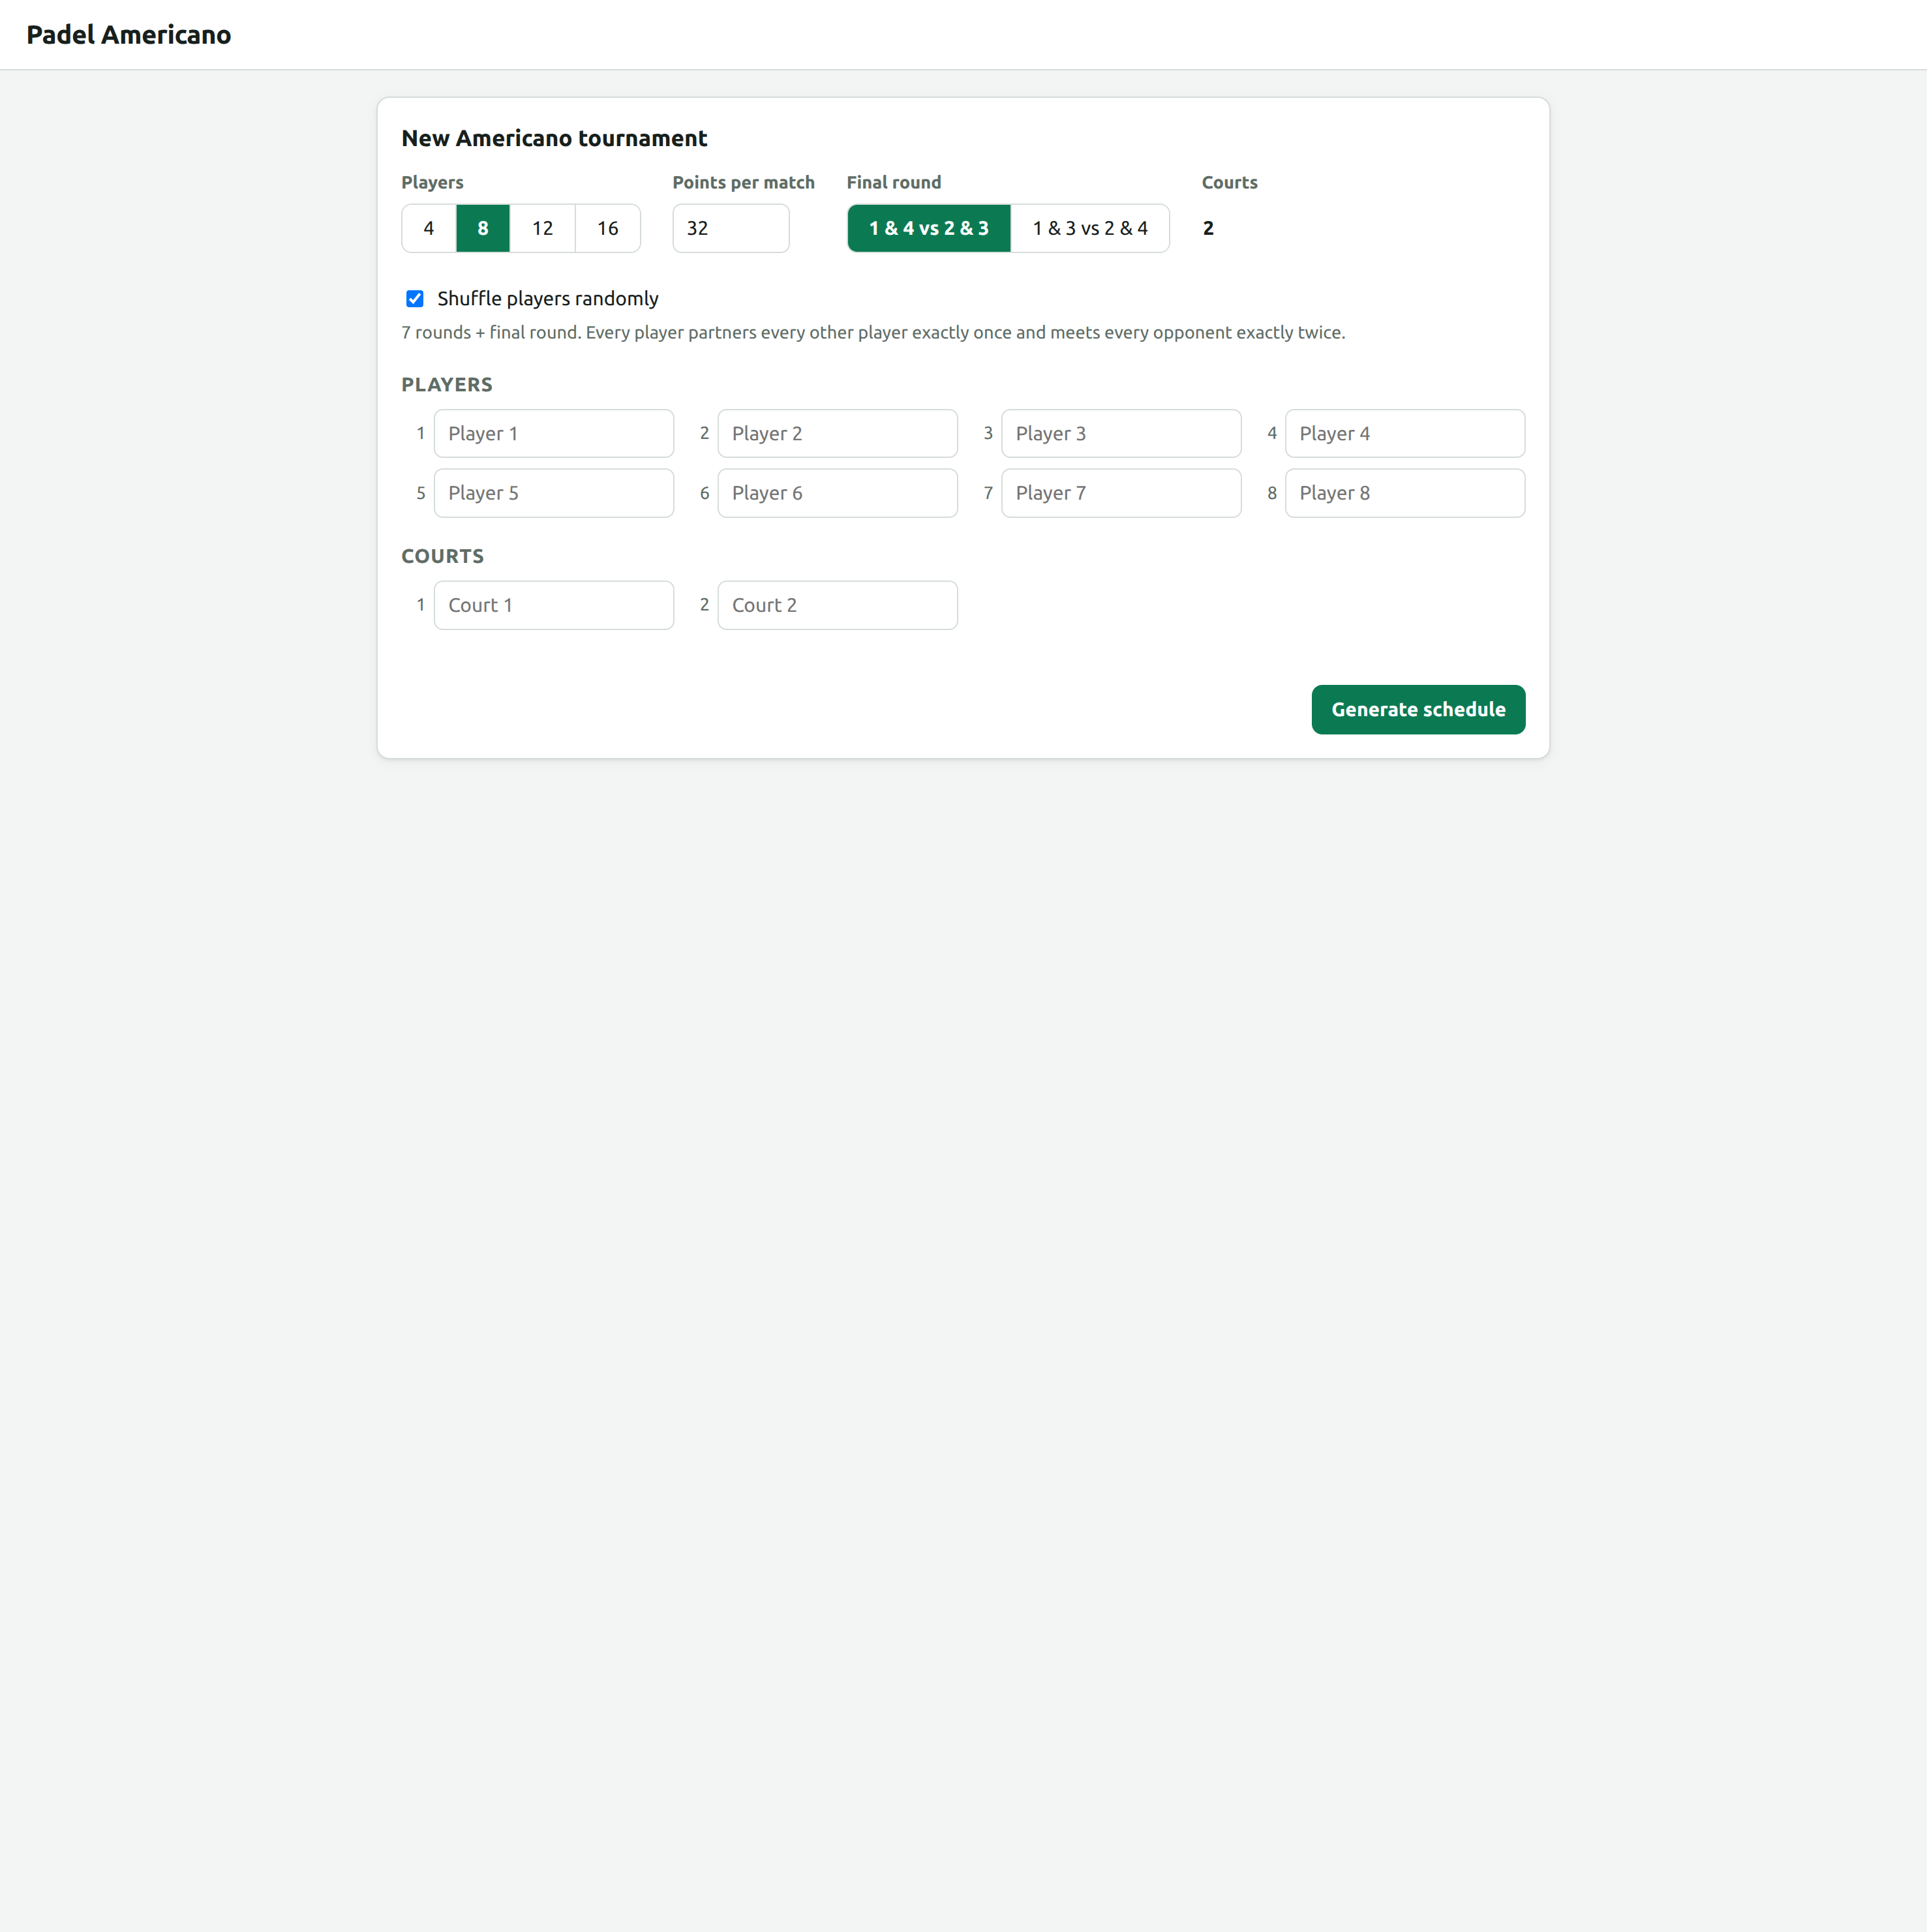 Padel Americano
New Americano tournament
Players Points per match Final round Courts
4 8 12 16 32 1 & 4 vs 2 & 3 1 & 3 vs 2 & 4 2
Shuffle players randomly
7 rounds + final round. Every player partners every other player exactly once and meets every opponent exactly twice.
PLAYERS
1 Player 1 2 Player 2 3 Player 3 4 Player 4
5 Player 5 6 Player 6 7 Player 7 8 Player 8
COURTS
1 Court 1 2 Court 2
Generate schedule